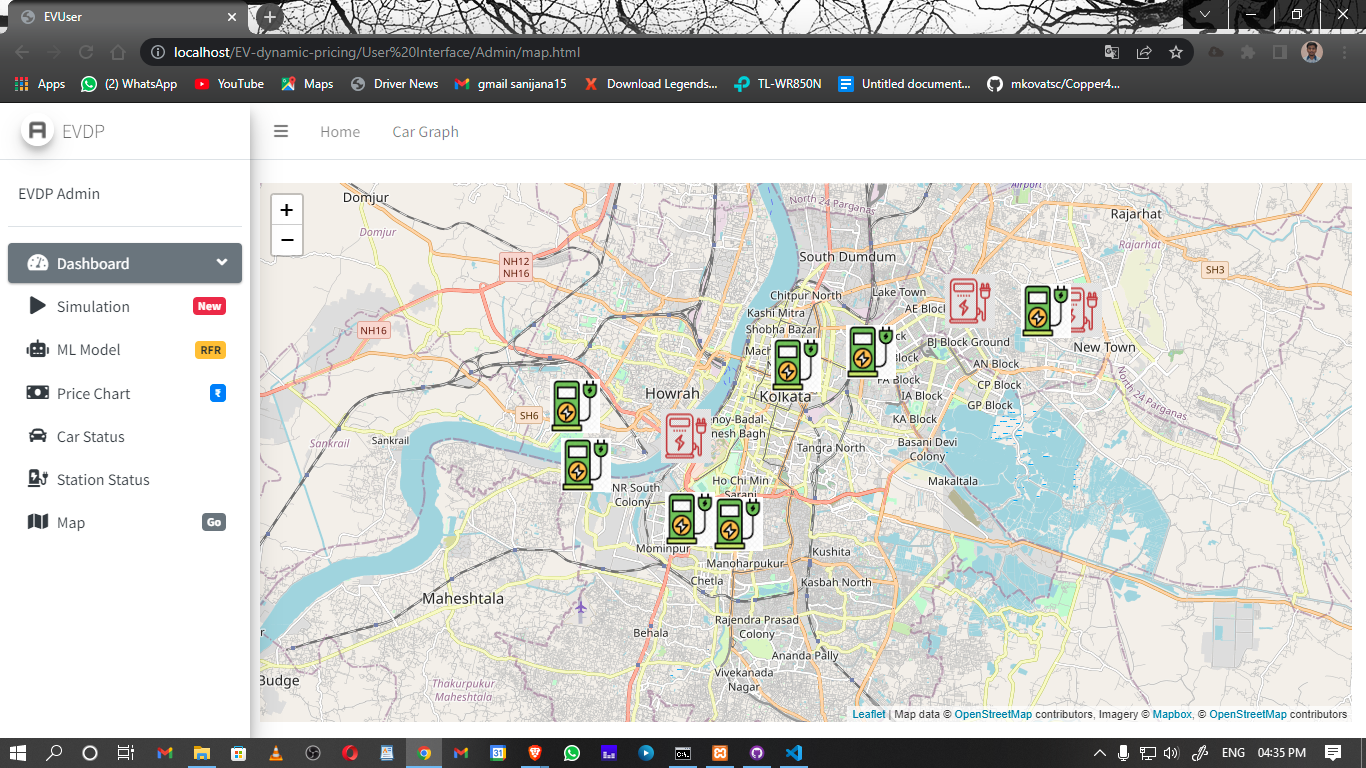 EVUser
localhost/EV-dynamic-pricing/User%20Interface/Admin/map.html
Apps
(2) WhatsApp
YouTube
Maps
Driver News
gmail sanijana15
Download Legends...
TL-WR850N
Untitled document...
mkovatsc/Copper4...
EVDP
Home
Car Graph
EVDP Admin
Dashboard
Simulation
New
ML Model
RFR
Price Chart
₹
Car Status
Station Status
Map
Go
+
−
Domjur
Domjur
NH12
NH16
NH16
North 24 Parganas
Airport
Rajarhat
Rajarhat
SH3
South Dumdum
Chitpur North
Lake Town
Kashi Mitra
Shobha Bazar
AE Block
BJ Block Ground
New Town
AN Block
CP Block
IA Block
GP Block
KA Block
North 24 Parganas
Howrah
Kolkata
SH6
Sankrail
Sankrail
nesh Bagh
Tangra North
Basani Devi
Colony
Makaltala
NR South
Colony
Ho Chi Min
Sarani
Mominpur
Manoharpukur
Kushita
Chetla
Kasbah North
Maheshtala
Behala
Rajendra Prasad
Colony
Ananda Pally
Vivekananda
Nagar
Budge
Thakurpukur
Maheshtala
Leaflet | Map data © OpenStreetMap contributors, Imagery © Mapbox, © OpenStreetMap contributors
31
ENG
04:35 PM